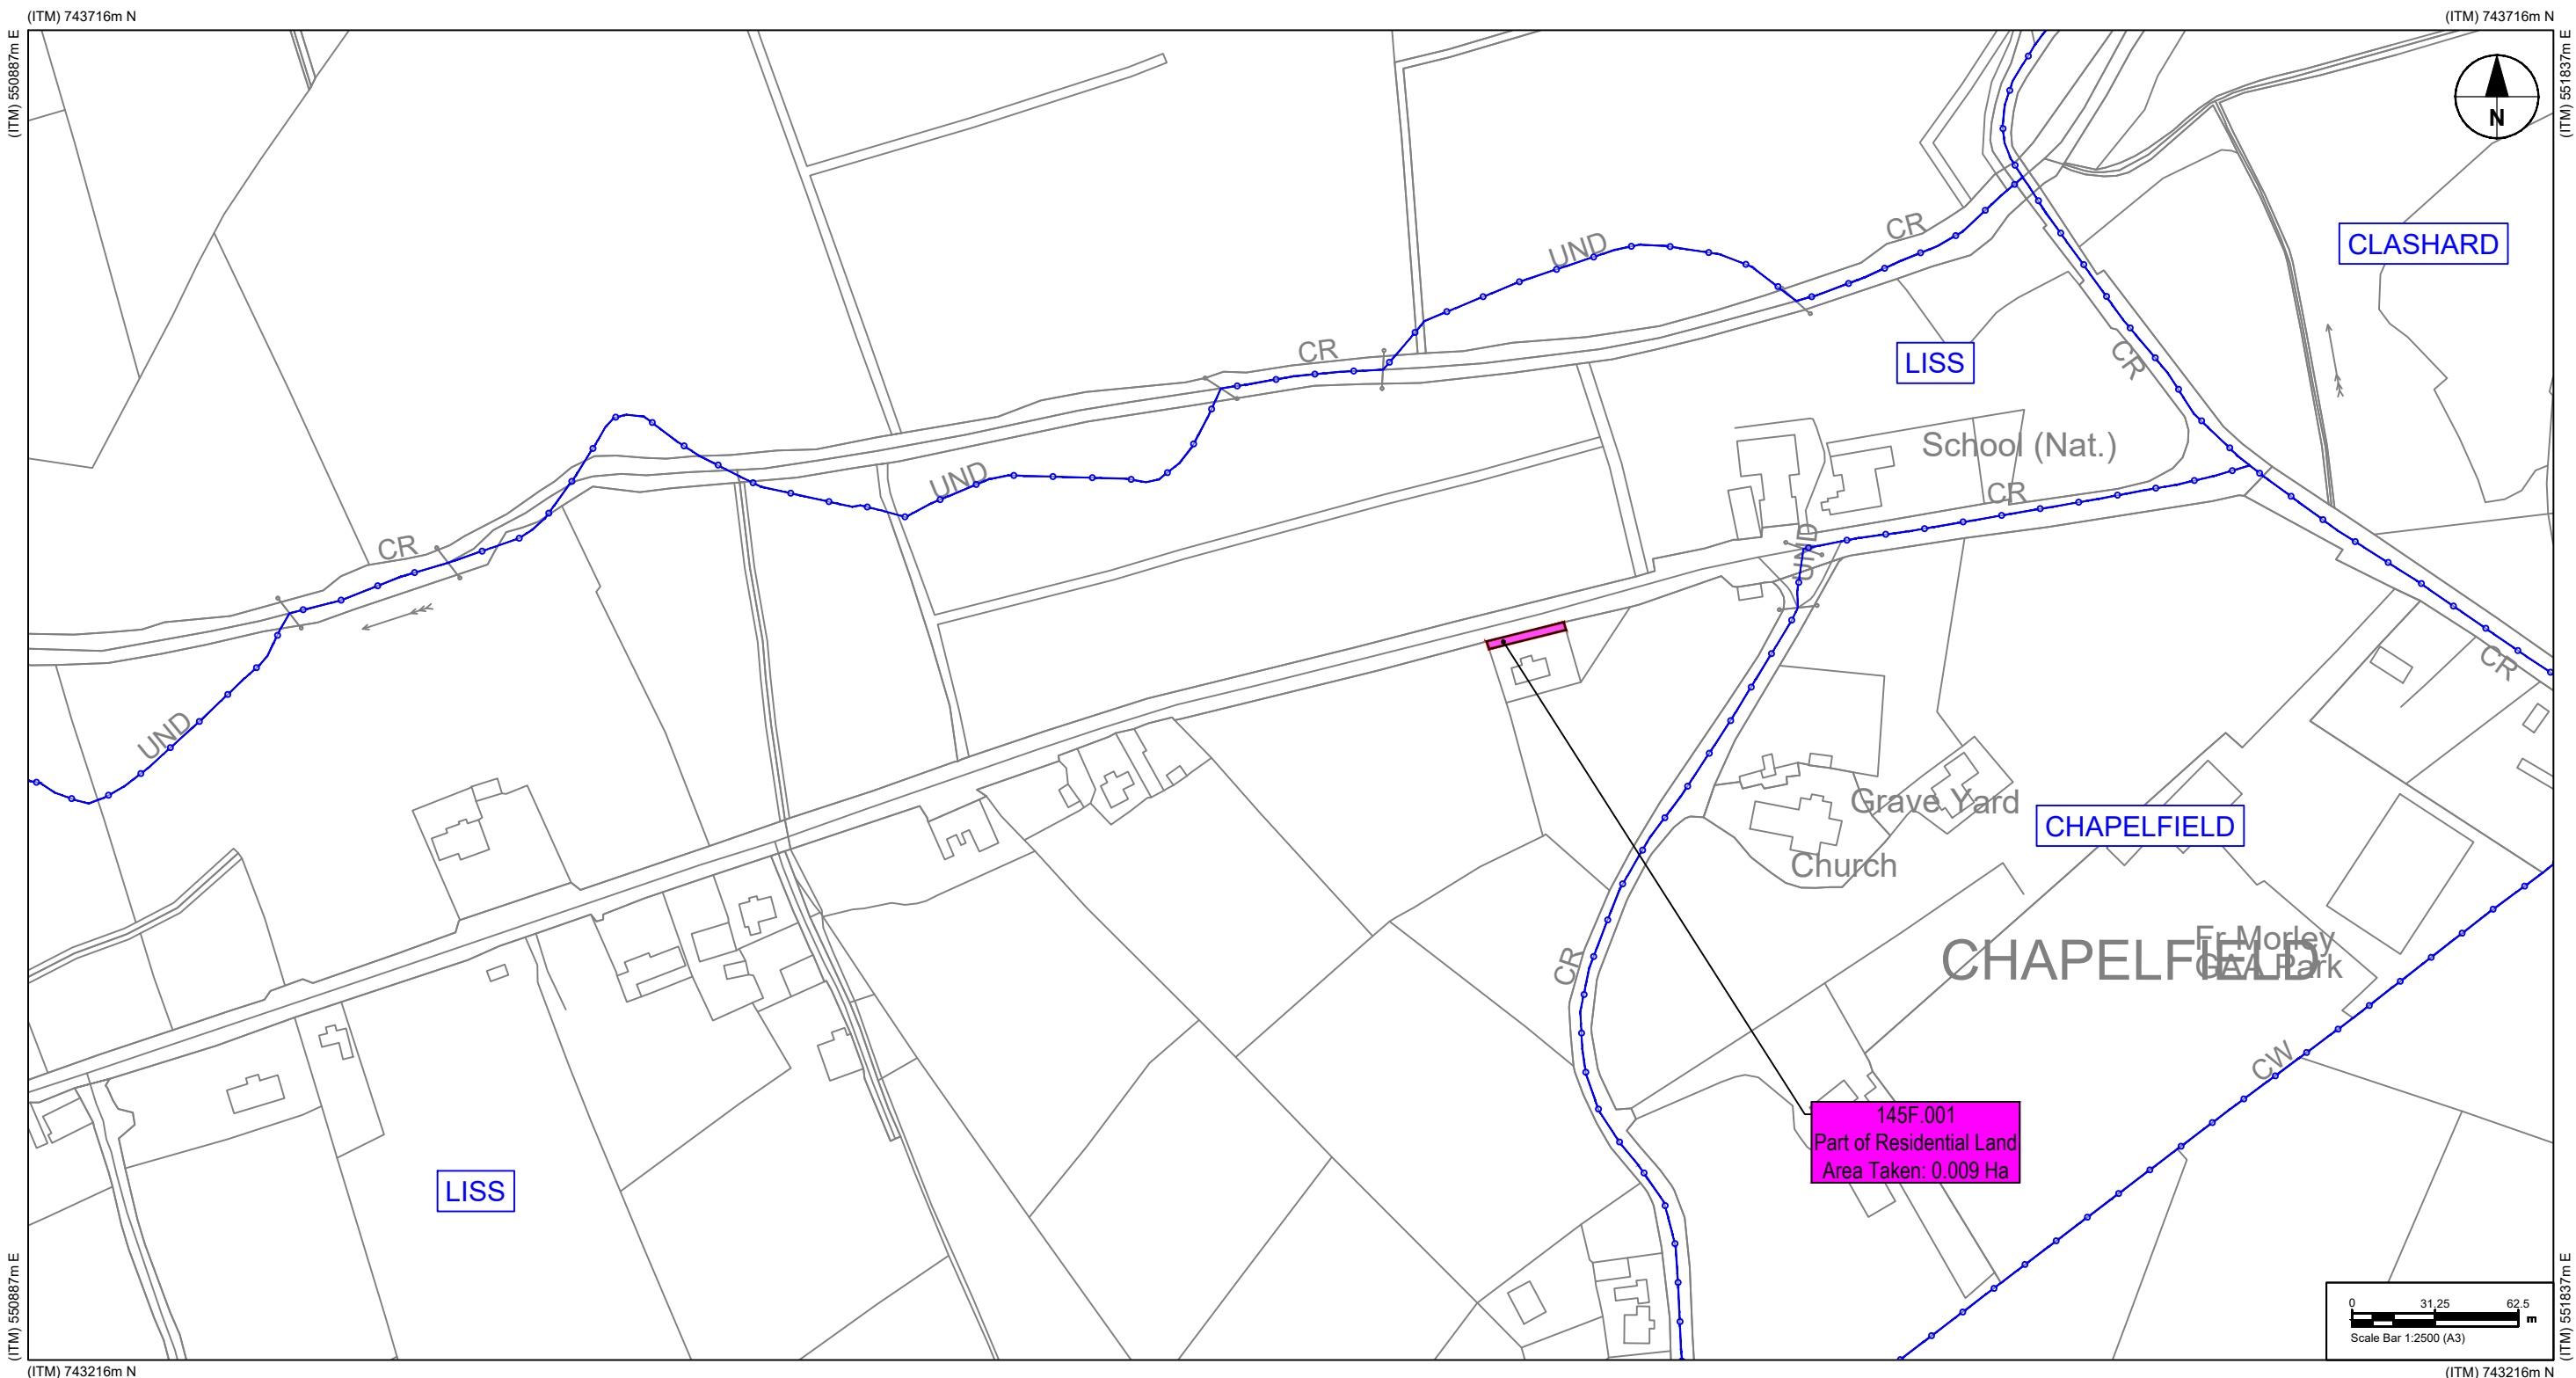 (ITM) 743716m N
(ITM) 743716m N
(ITM) 550887m E
(ITM) 551837m E
N
CLASHARD
UND
CR
CR
LISS
CR
School (Nat.)
UND
CR
CR
UND
CR
UND
Grave Yard
CHAPELFIELD
Church
Fr Morley
CHAPELFIELD
GAA Park
CR
CW
145F.001
Part of Residential Land
Area Taken: 0.009 Ha
LISS
0 31.25 62.5
m
Scale Bar 1:2500 (A3)
(ITM) 550887m E
(ITM) 551837m E
(ITM) 743216m N
(ITM) 743216m N